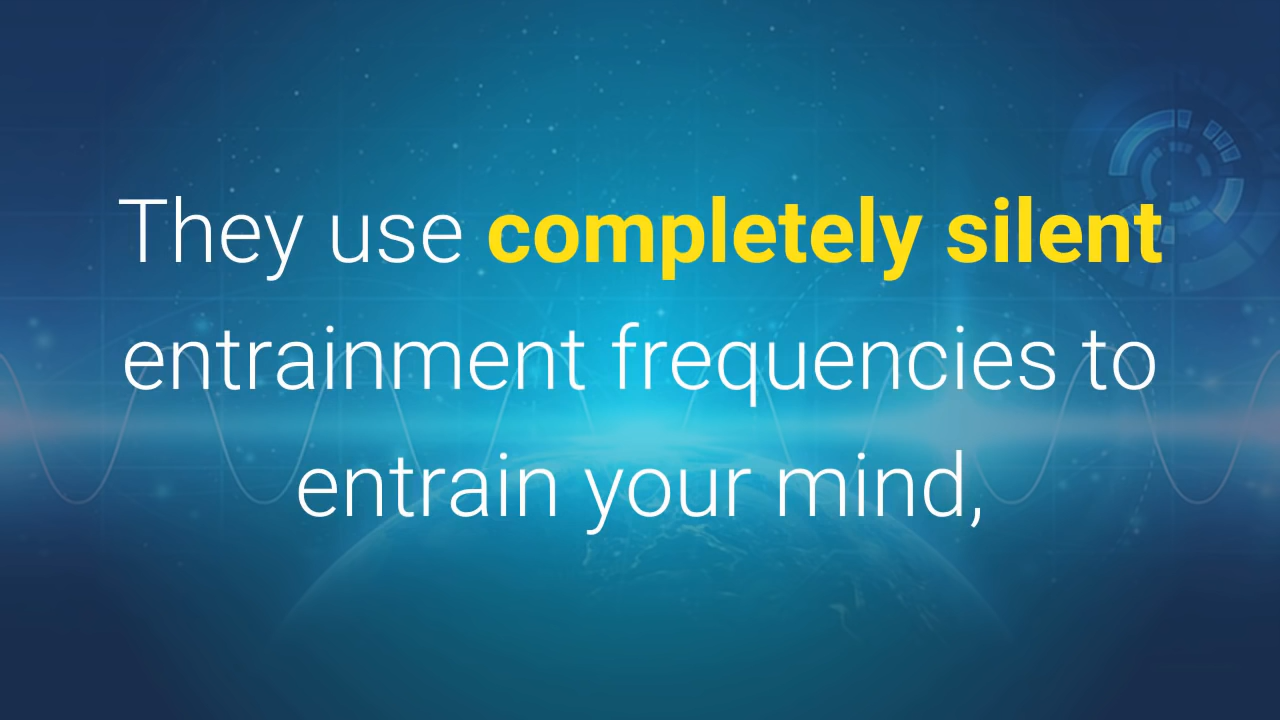 They use completely silent
entrainment frequencies to
entrain your mind,